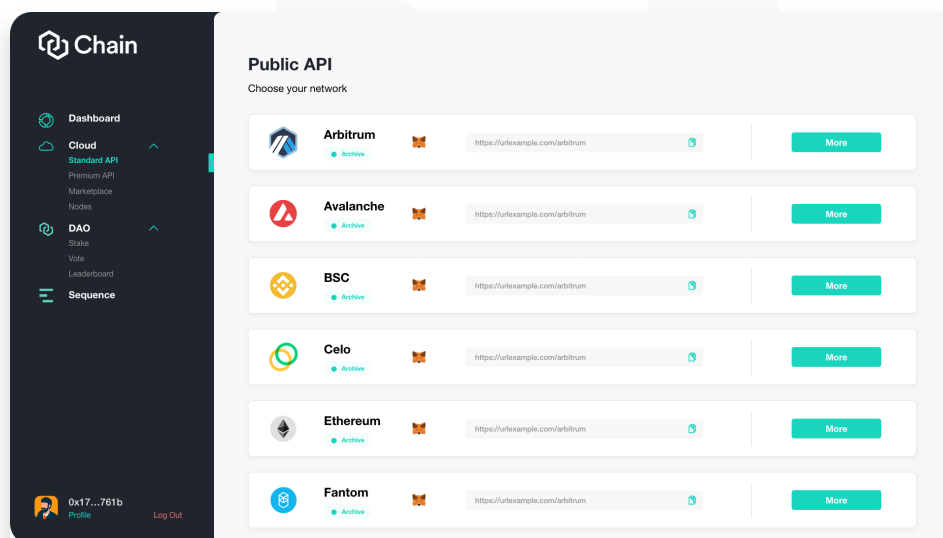 Chain
Dashboard
Cloud
Standard API
Premium API
Marketplace
Nodes
DAO
Stake
Vote
Leaderboard
Sequence
0x17...761b
Profile
Log Out
Public API
Choose your network
Arbitrum
Archive
https://urlexample.com/arbitrum
More
Avalanche
Archive
https://urlexample.com/arbitrum
More
BSC
Archive
https://urlexample.com/arbitrum
More
Celo
Archive
https://urlexample.com/arbitrum
More
Ethereum
Archive
https://urlexample.com/arbitrum
More
Fantom
Archive
https://urlexample.com/arbitrum
More